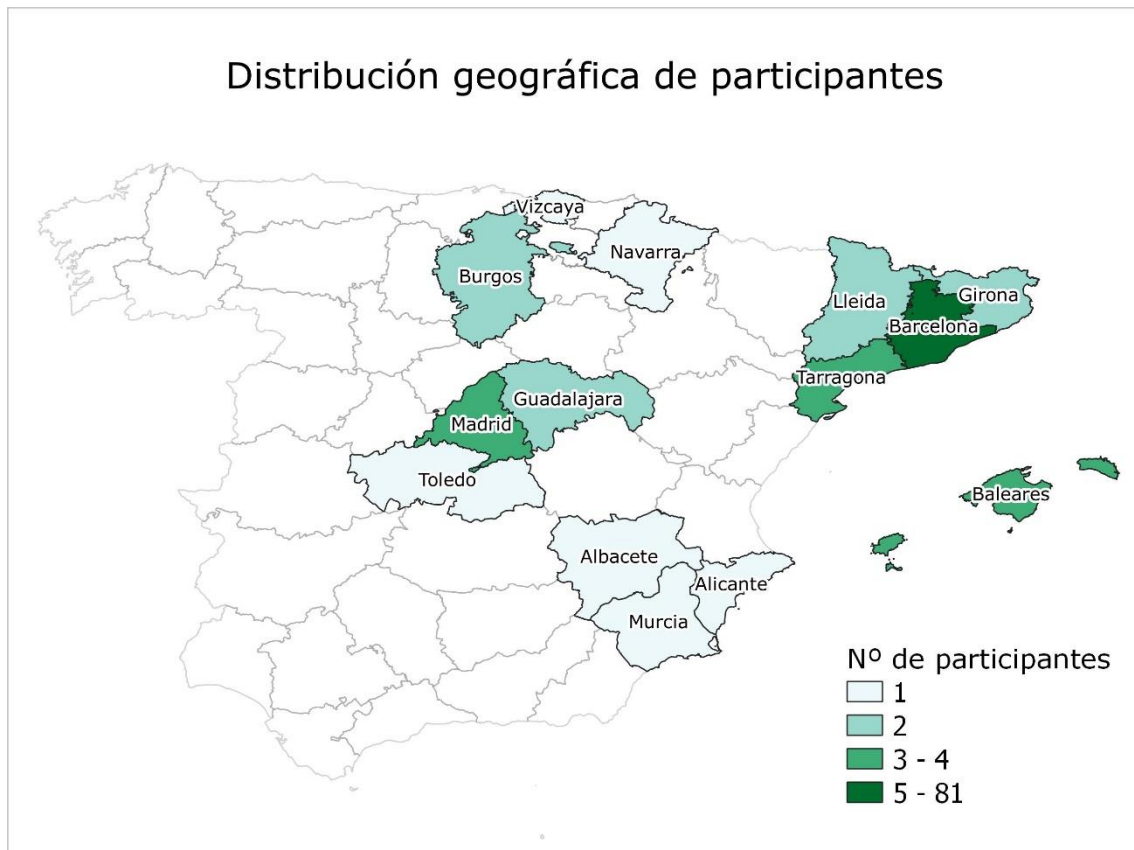 Distribución geográfica de participantes
Vizcaya
Navarra
Burgos
Lleida
Girona
Barcelona
Tarragona
Guadalajara
Madrid
Toledo
Baleares
Albacete
Alicante
Murcia
Nº de participantes
1
2
3 - 4
5 - 81